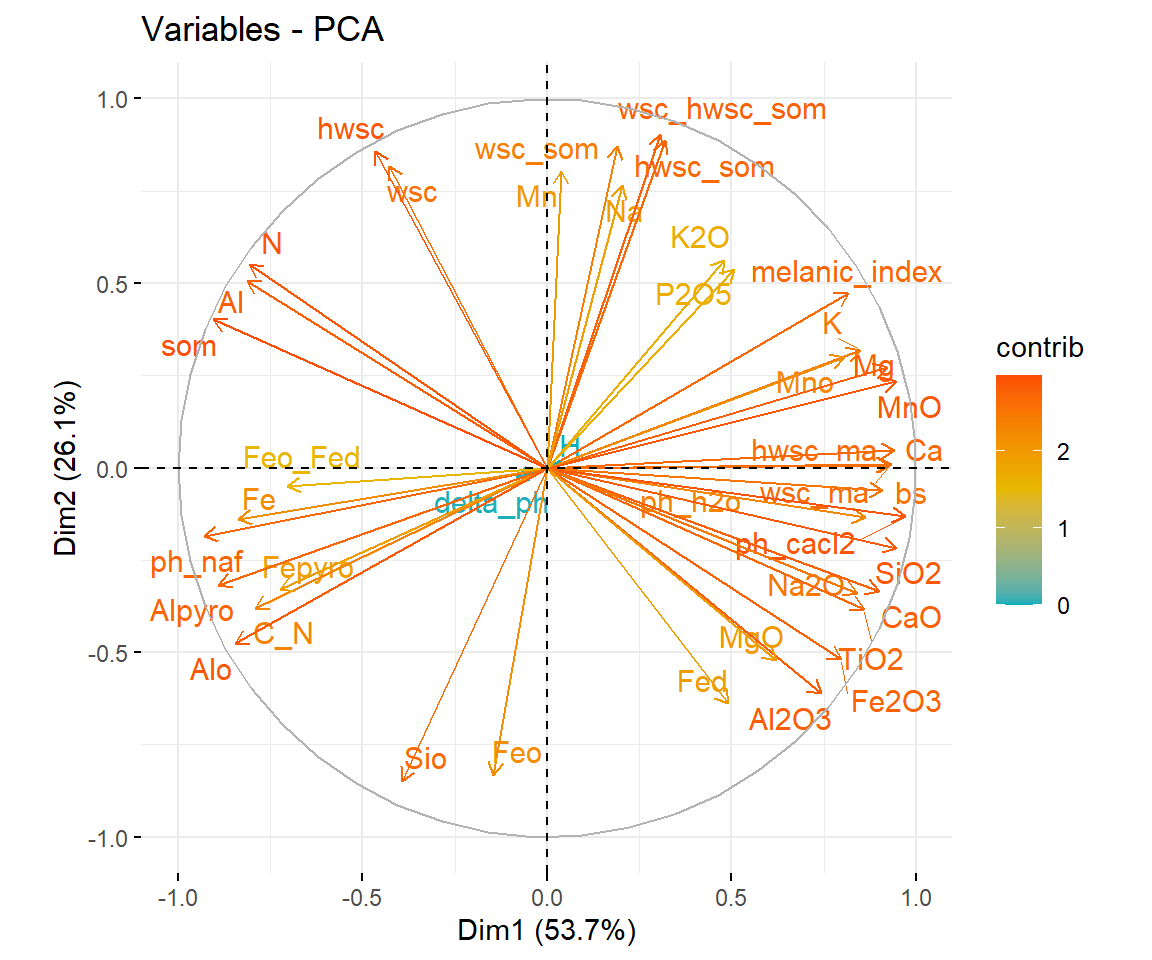 Variables - PCA
1.0
0.5
0.0
-0.5
-1.0
Dim2 (26.1%)
wsc_hwsc_som
hwsc
wsc_som
hwsc_som
wsc
Mn
Na
N
K2O
melanic_index
Al
P2O5
K
som
Mno
Mg
MnO
H
Feo_Fed
hwsc_ma
Ca
Fe
delta_ph
ph_h2o
wsc_ma
bs
ph_cacl2
ph_naf
Fepyro
Na2O
SiO2
Alpyro
C_N
CaO
MgO
TiO2
Alo
Fed
Fe2O3
Al2O3
Sio
Feo
-1.0
-0.5
0.0
0.5
1.0
Dim1 (53.7%)
contrib
2
1
0